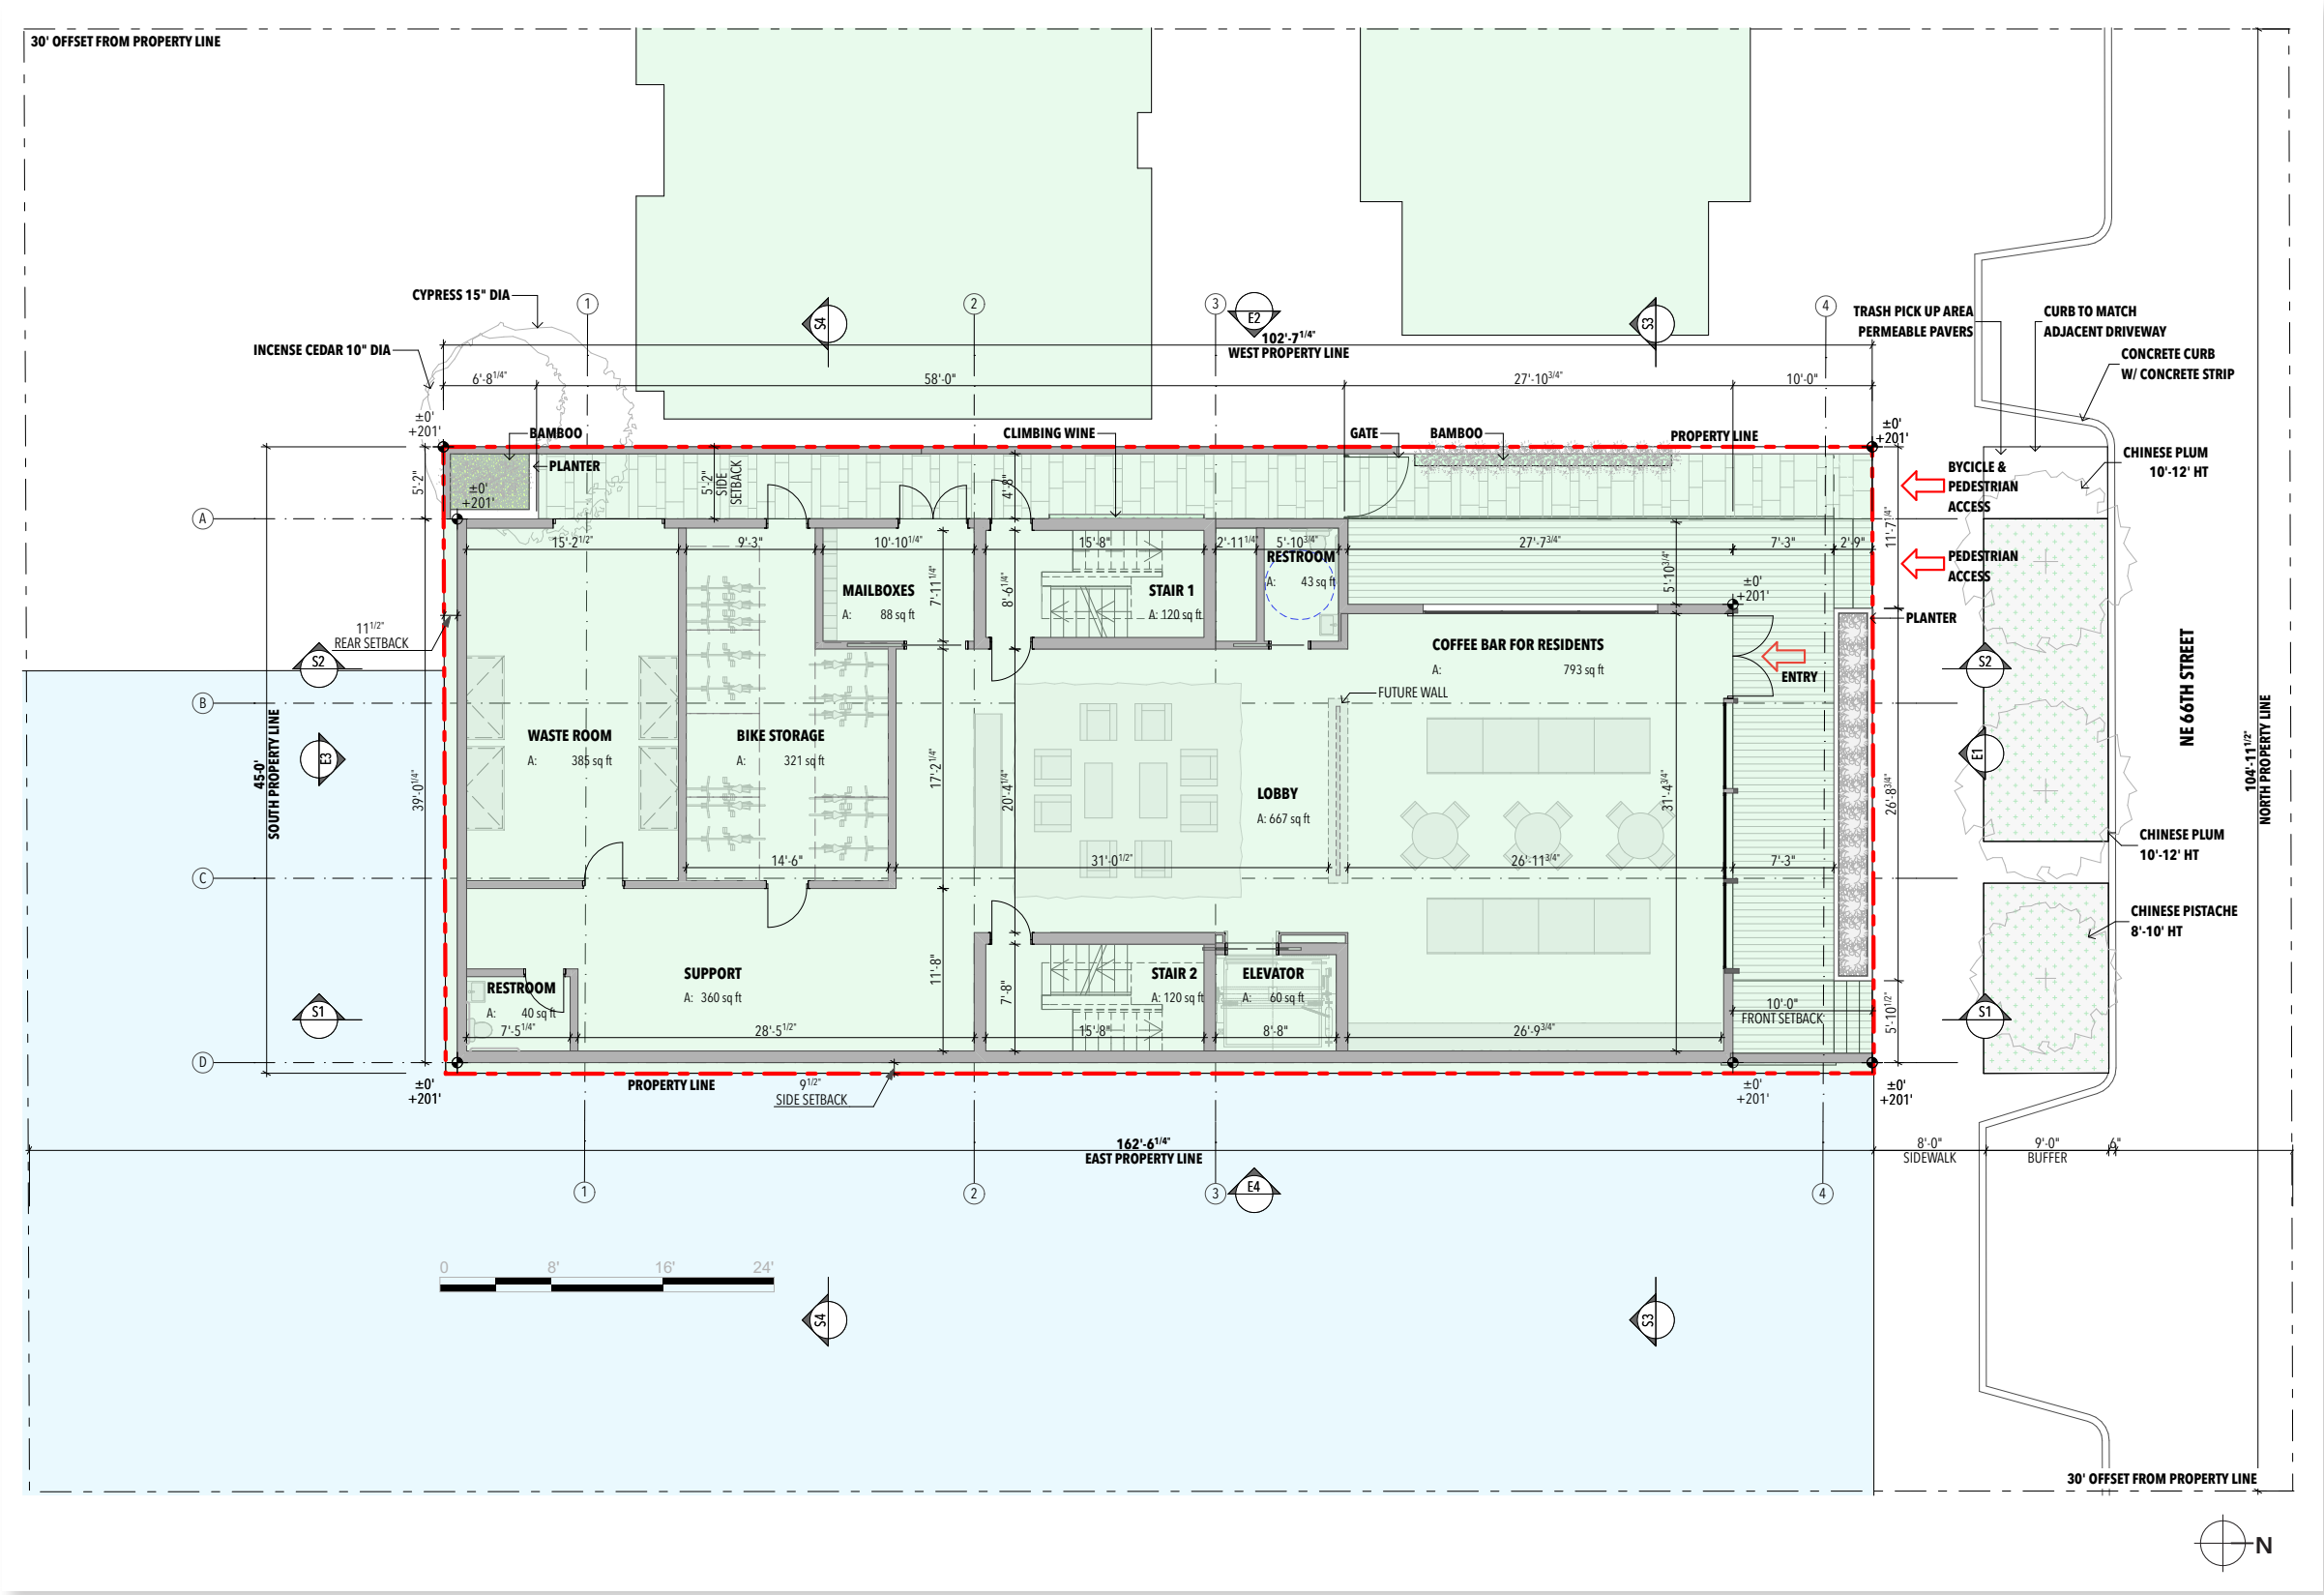 30' OFFSET FROM PROPERTY LINE
CYPRESS 15" DIA
INCENSE CEDAR 10" DIA
1
S4
2
3
E2
S3
4
102'-7 1/4"
WEST PROPERTY LINE
TRASH PICK UP AREA
PERMEABLE PAVERS
CURB TO MATCH
ADJACENT DRIVEWAY
CONCRETE CURB
W/ CONCRETE STRIP
6'-8 1/4"
58'-0"
27'-10 3/4"
10'-0"
±0'
+201'
BAMBOO
CLIMBING WINE
GATE
BAMBOO
PROPERTY LINE
±0'
+201'
PLANTER
CHINESE PLUM
10'-12' HT
BYCICLE &
PEDESTRIAN
ACCESS
5'-2"
±0'
+201'
5'-2"
SIDE
SETBACK
4'-8"
A
11'-7 1/4"
15'-2 1/2"
9'-3"
10'-10 1/4"
15'-8"
2'-11 1/4"
5'-10 3/4"
27'-7 3/4"
7'-3"
2'-9"
PEDESTRIAN
ACCESS
RESTROOM
A: 43 sq ft
MAILBOXES
A: 88 sq ft
7'-11 1/4"
8'-6 1/4"
STAIR 1
A: 120 sq ft
5'-10 3/4"
±0'
+201'
PLANTER
11 1/2"
REAR SETBACK
S2
COFFEE BAR FOR RESIDENTS
A: 793 sq ft
ENTRY
S2
NE 66TH STREET
FUTURE WALL
B
45-0'
SOUTH PROPERTY LINE
39'-0 1/4"
E3
WASTE ROOM
A: 385 sq ft
BIKE STORAGE
A: 321 sq ft
17'-2 1/4"
20'-4 1/4"
LOBBY
A: 667 sq ft
31'-4 3/4"
26'-8 3/4"
E1
104'-11 1/2"
NORTH PROPERTY LINE
CHINESE PLUM
10'-12' HT
14'-6"
31'-0 1/2"
26'-11 3/4"
7'-3"
C
CHINESE PISTACHE
8'-10' HT
SUPPORT
A: 360 sq ft
11'-8"
7'-8"
STAIR 2
A: 120 sq ft
ELEVATOR
A: 60 sq ft
RESTROOM
A: 40 sq ft
S1
10'-0"
FRONT SETBACK
5'-10 1/2"
S1
7'-5 1/4"
28'-5 1/2"
15'-8"
8'-8"
26'-9 3/4"
D
±0'
+201'
PROPERTY LINE
9 1/2"
SIDE SETBACK
±0'
+201'
±0'
+201'
162'-6 1/4"
EAST PROPERTY LINE
8'-0"
SIDEWALK
9'-0"
BUFFER
6"
1
2
3
E4
4
0 8' 16' 24'
S4
S3
30' OFFSET FROM PROPERTY LINE
N